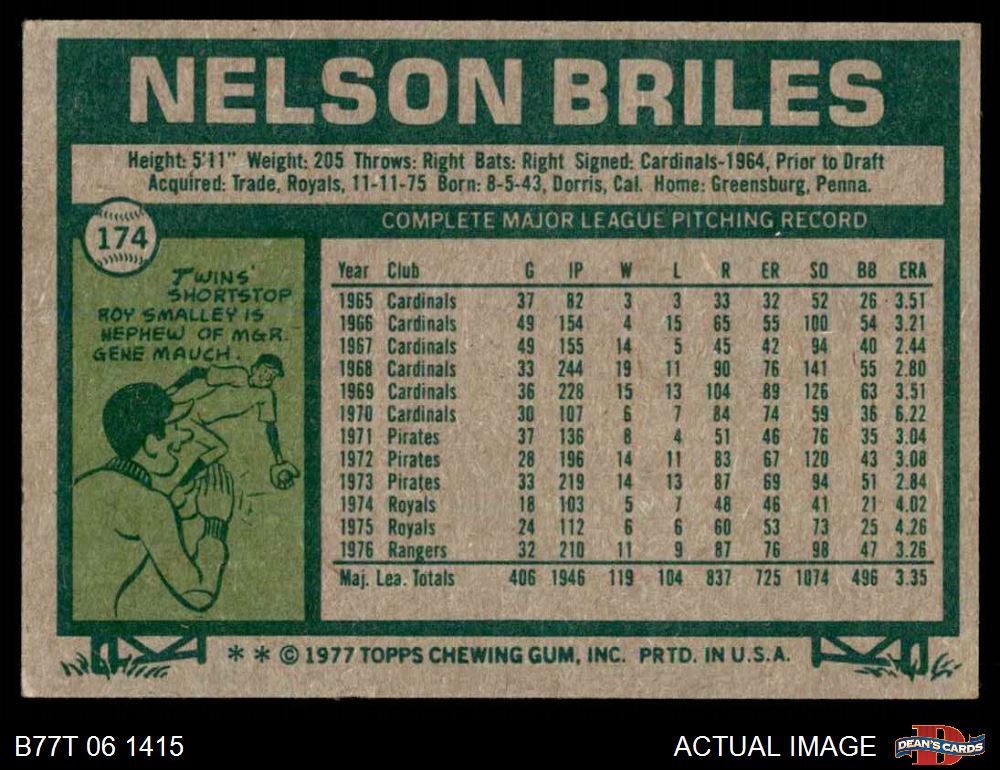 NELSON BRILES
Height: 5'11" Weight: 205 Throws: Right Bats: Right Signed: Cardinals-1964, Prior to Draft
Acquired: Trade, Royals, 11-11-75 Born: 8-5-43, Dorris, Cal. Home: Greensburg, Penna.
174
TWINS'
SHORTSTOP
ROY SMALLEY IS
NEPHEW OF MGR.
GENE MAUCH.
COMPLETE MAJOR LEAGUE PITCHING RECORD
Year Club G IP W L R ER SO BB ERA
1965 Cardinals 37 82 3 3 33 32 52 26 3.51
1966 Cardinals 49 154 4 15 65 55 100 54 3.21
1967 Cardinals 49 155 14 5 45 42 94 40 2.44
1968 Cardinals 33 244 19 11 90 76 141 55 2.80
1969 Cardinals 36 228 15 13 104 89 126 63 3.51
1970 Cardinals 30 107 6 7 84 74 59 36 6.22
1971 Pirates 37 136 8 4 51 46 76 35 3.04
1972 Pirates 28 196 14 11 83 67 120 43 3.08
1973 Pirates 33 219 14 13 87 69 94 51 2.84
1974 Royals 18 103 5 7 48 46 41 21 4.02
1975 Royals 24 112 6 6 60 53 73 25 4.26
1976 Rangers 32 210 11 9 87 76 98 47 3.26
Maj. Lea. Totals 406 1946 119 104 837 725 1074 496 3.35
* * © 1977 TOPPS CHEWING GUM, INC. PRTD. IN U.S.A.
B77T 06 1415
ACTUAL IMAGE
DEAN'S CARDS